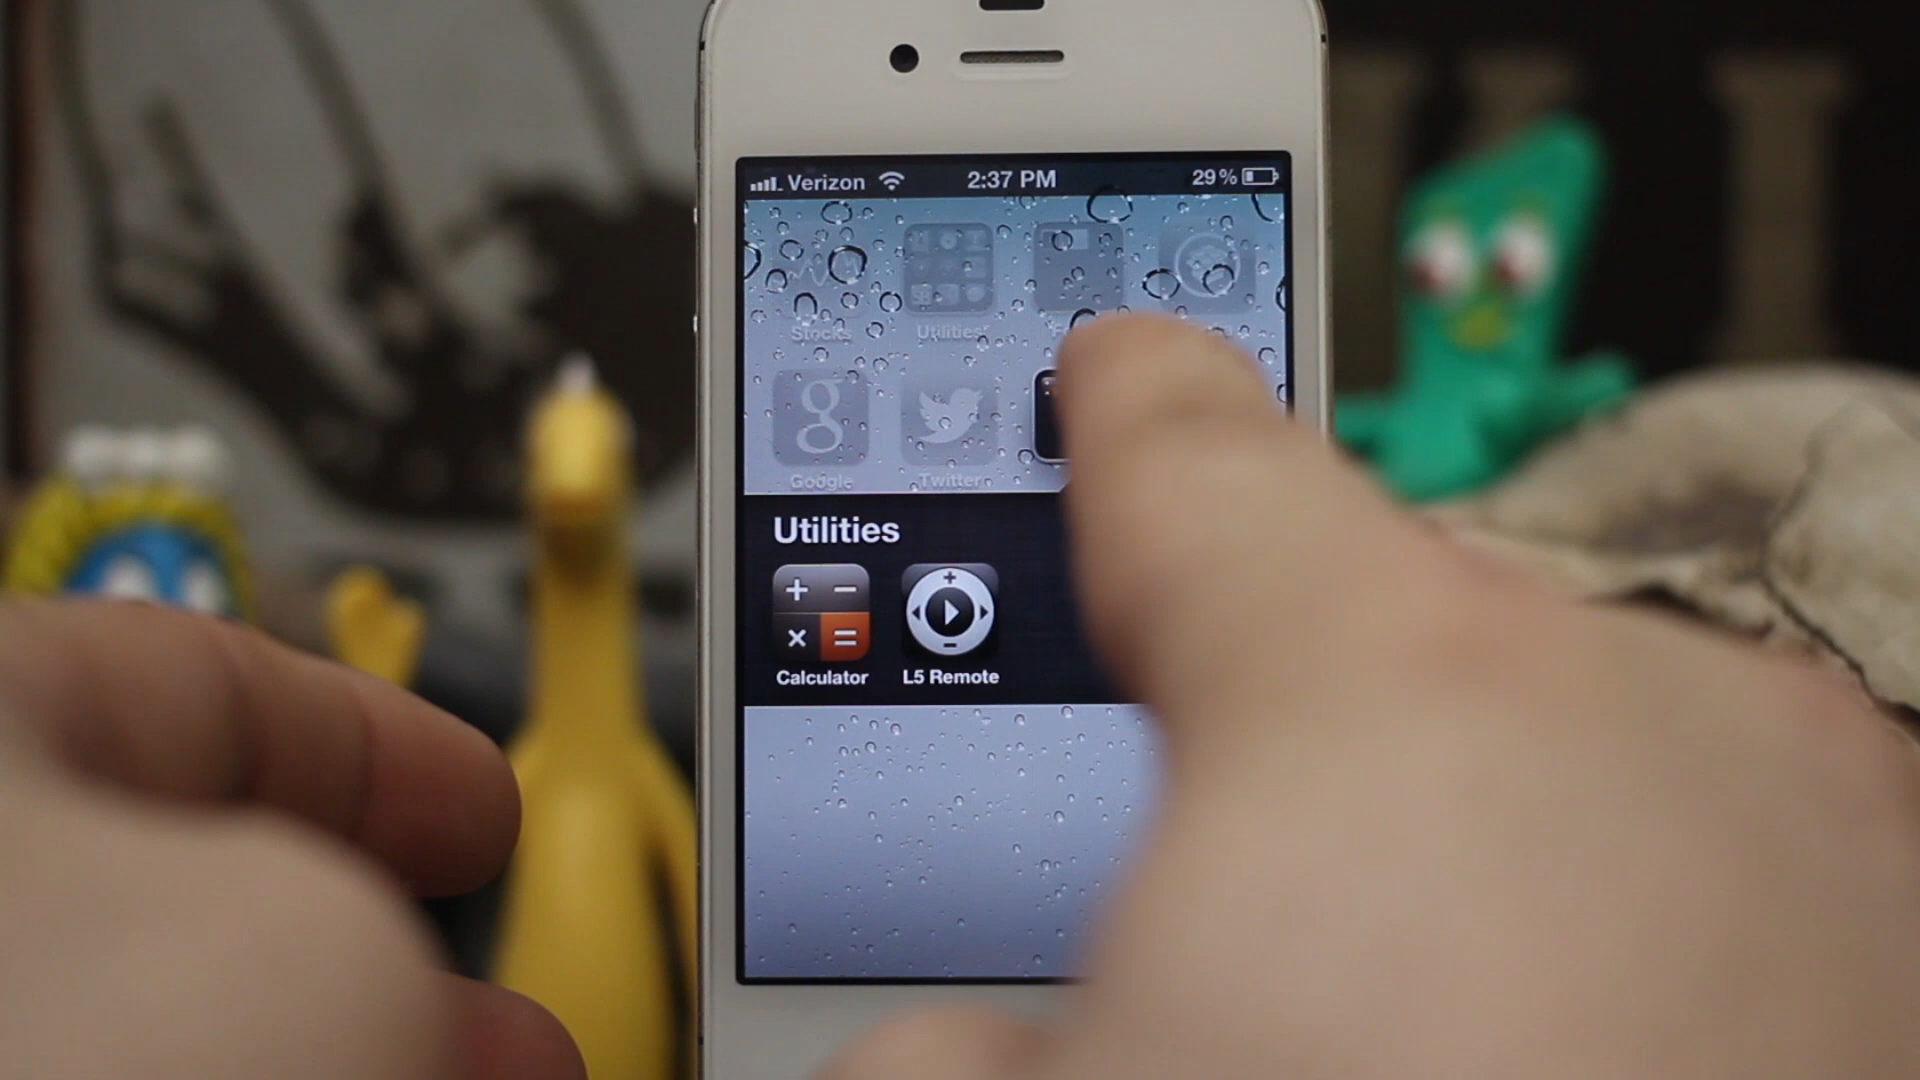 Verizon 2:37 PM 29%
Stocks Utilities
g
Google Twitter
Utilities
+ − × =
Calculator L5 Remote